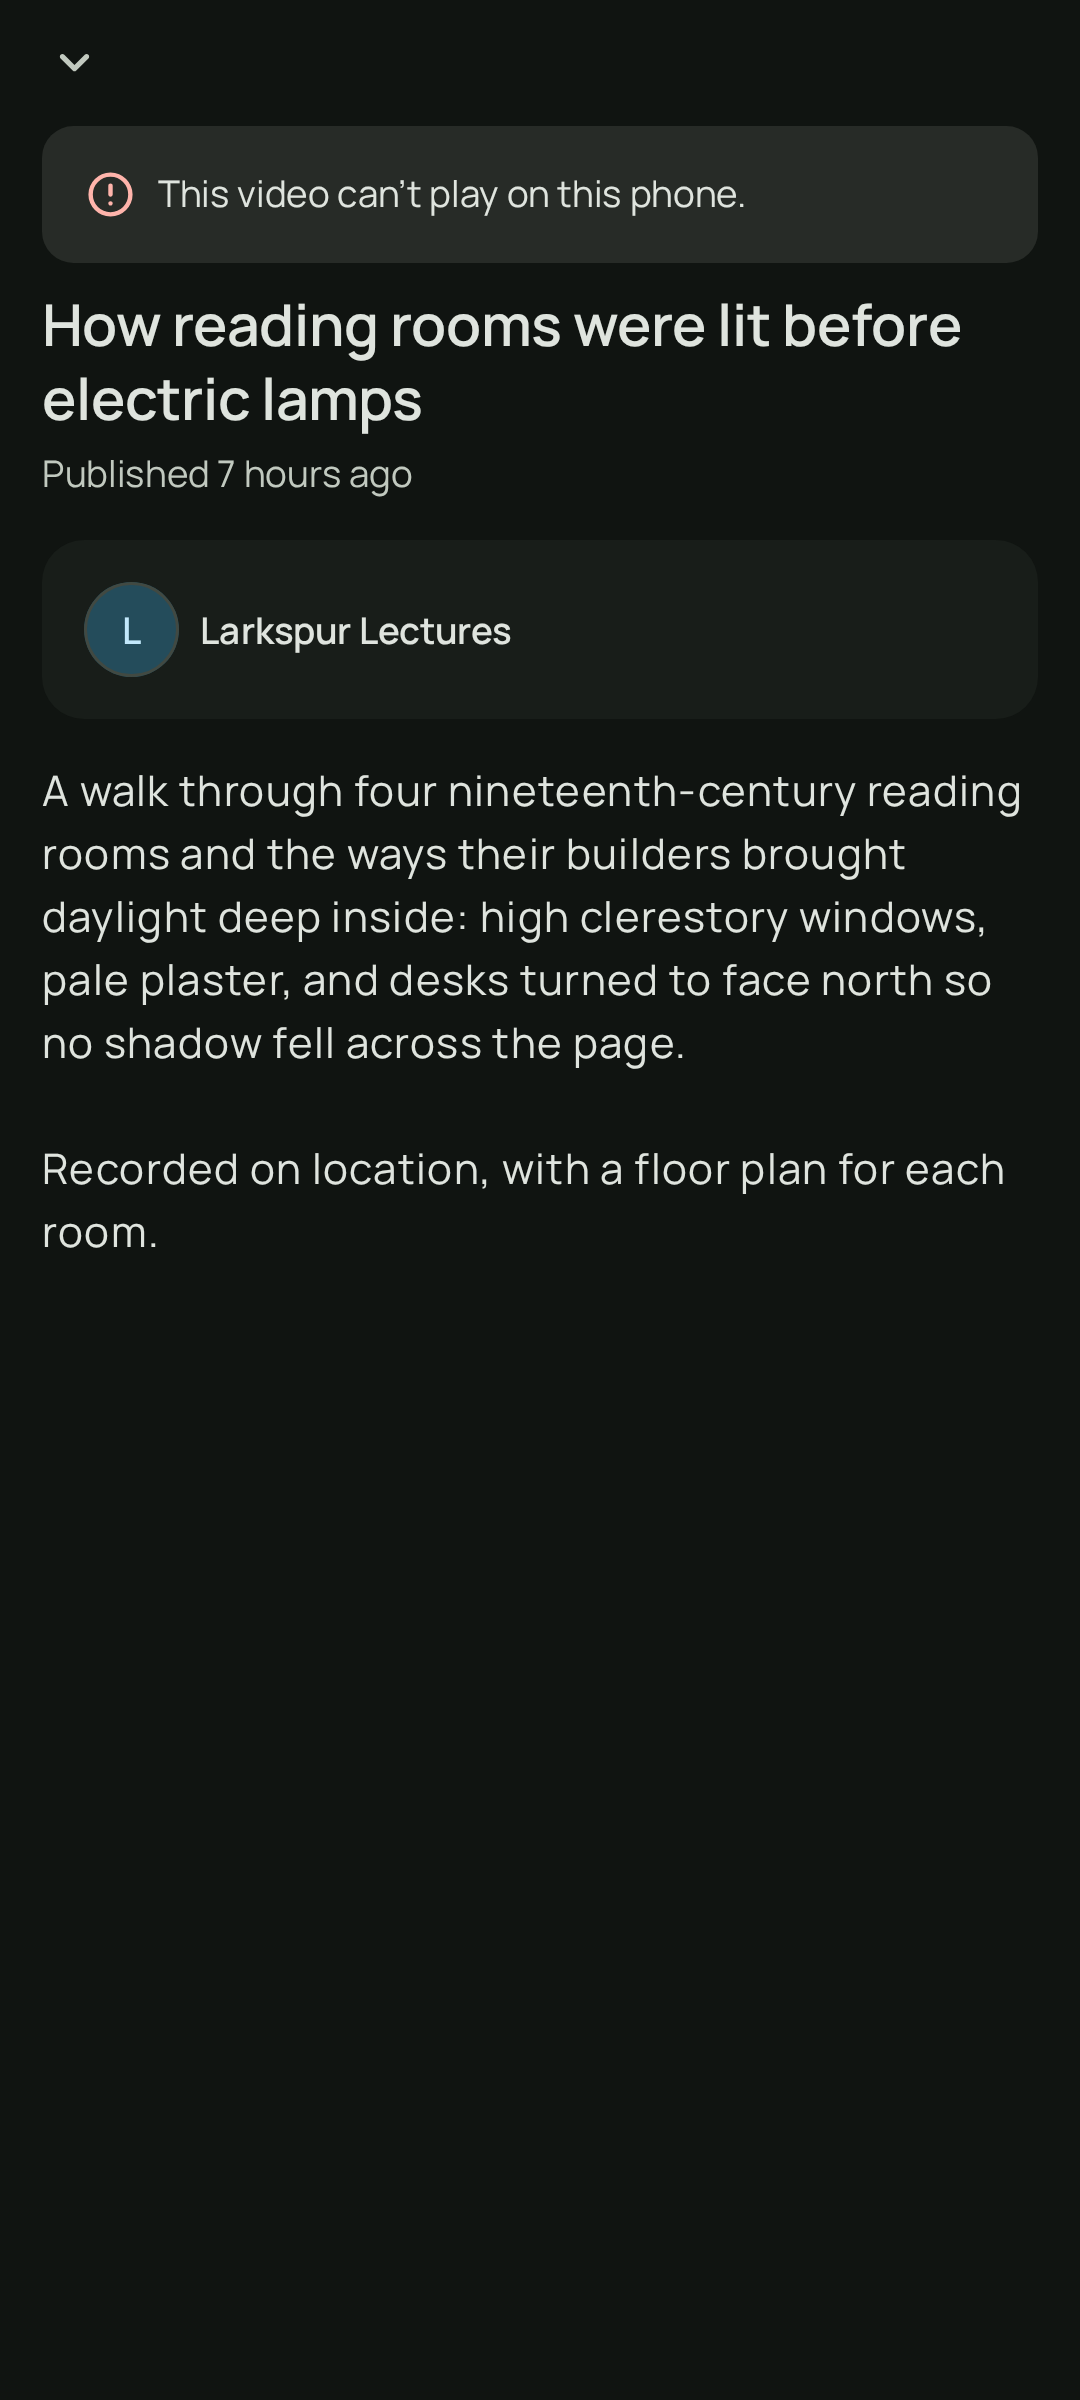 This video can’t play on this phone.
How reading rooms were lit before
electric lamps
Published 7 hours ago
L
Larkspur Lectures
A walk through four nineteenth-century reading
rooms and the ways their builders brought
daylight deep inside: high clerestory windows,
pale plaster, and desks turned to face north so
no shadow fell across the page.
Recorded on location, with a floor plan for each
room.